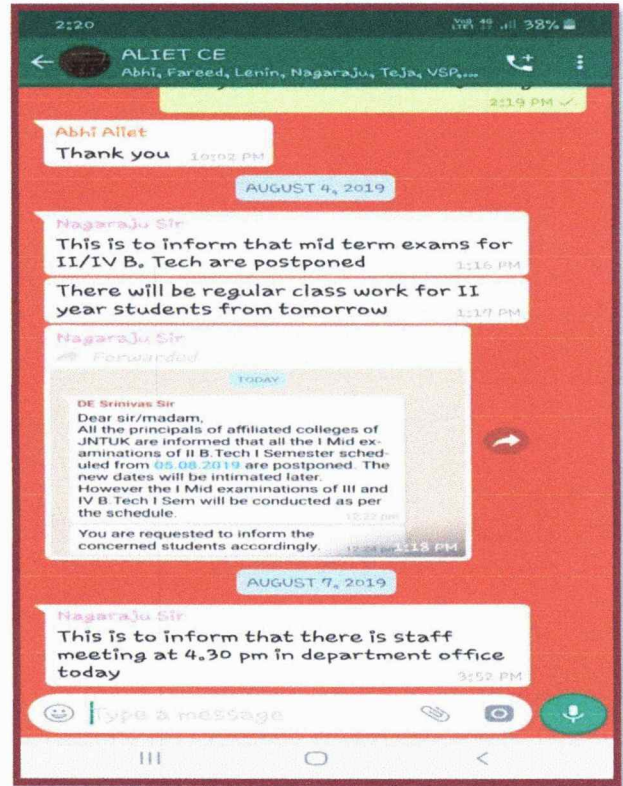 2:20
38%
ALIET CE
Abhi, Fareed, Lenin, Nagaraju, Teja, VSP,...
2:19 PM
Abhi Aliet
Thank you 10:02 PM
AUGUST 4, 2019
Nagaraju Sir
This is to inform that mid term exams for
II/IV B. Tech are postponed 1:16 PM
There will be regular class work for II
year students from tomorrow 1:17 PM
Nagaraju Sir
Forwarded
TODAY
DE Srinivas Sir
Dear sir/madam,
All the principals of affiliated colleges of
JNTUK are informed that all the I Mid ex-
aminations of II B.Tech I Semester sched-
uled from 05.08.2019 are postponed. The
new dates will be intimated later.
However the I Mid examinations of III and
IV B Tech I Sem will be conducted as per
the schedule. 12:22 pm
You are requested to inform the
concerned students accordingly. 1:18 PM
AUGUST 7, 2019
Nagaraju Sir
This is to inform that there is staff
meeting at 4.30 pm in department office
today 3:52 PM
Type a message